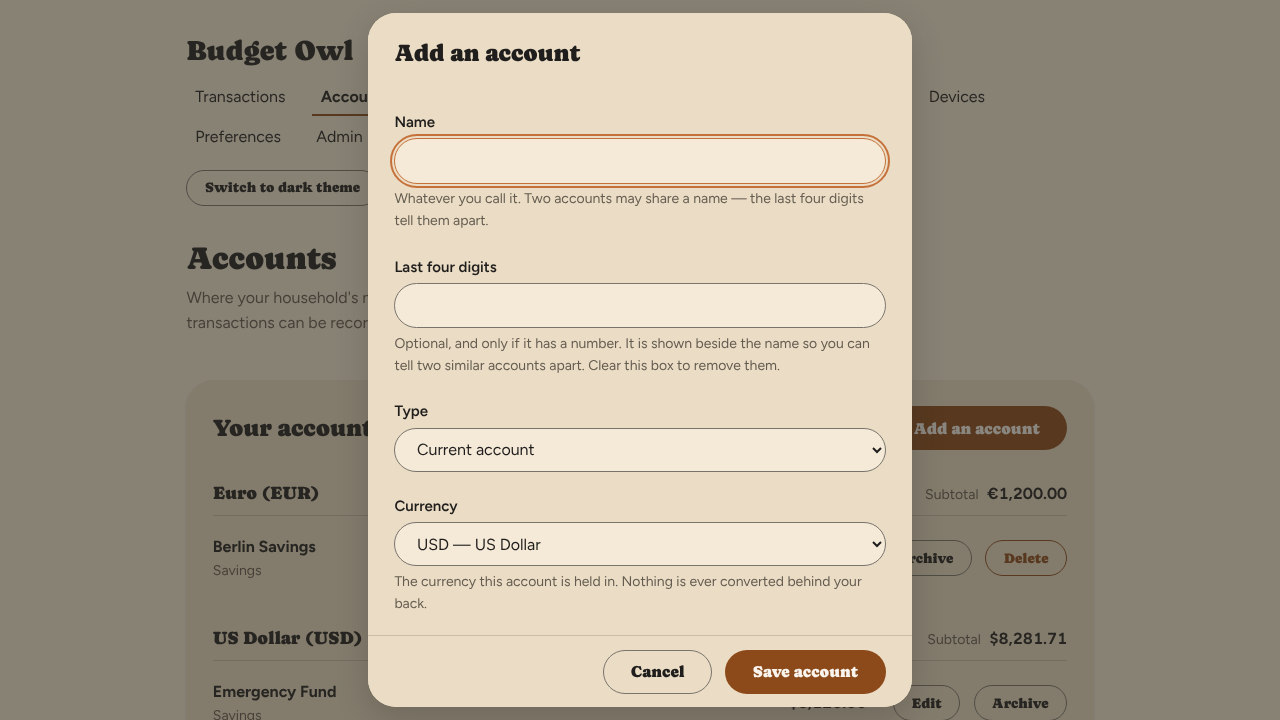 Budget Owl
Transactions
Devices
Preferences
Admin
Switch to dark theme
Accounts
Where your household's
transactions can be
Add an account
Euro (EUR)
Subtotal €1,200.00
Berlin Savings
Savings
Delete
US Dollar (USD)
Subtotal $8,281.71
Emergency Fund
Savings
Edit
Archive
Add an account
Name
Whatever you call it. Two accounts may share a name — the last four digits
tell them apart.
Last four digits
Optional, and only if it has a number. It is shown beside the name so you can
tell two similar accounts apart. Clear this box to remove them.
Type
Current account
Currency
USD — US Dollar
The currency this account is held in. Nothing is ever converted behind your
back.
Cancel
Save account